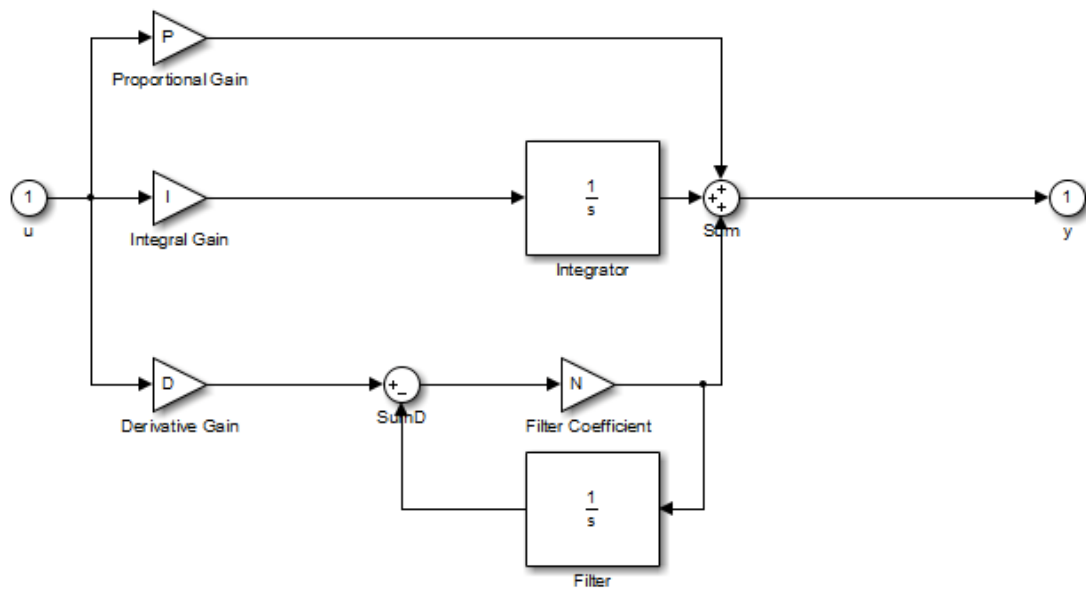 P
Proportional Gain
1
u
I
Integral Gain
1
s
Integrator
+
+
+
Sum
1
y
D
Derivative Gain
+
−
SumD
N
Filter Coefficient
1
s
Filter